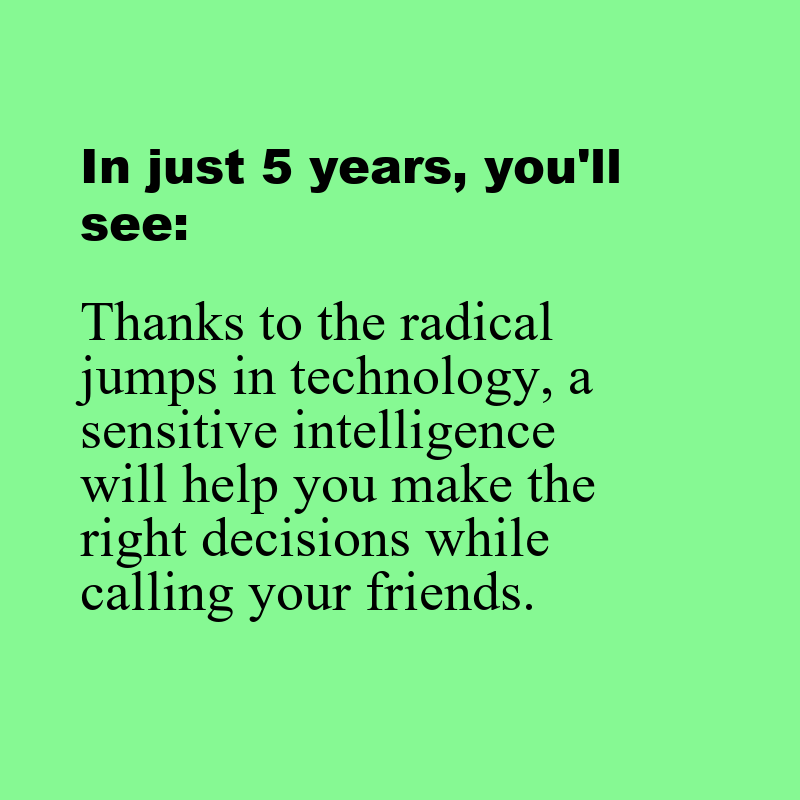 In just 5 years, you'll
see:
Thanks to the radical
jumps in technology, a
sensitive intelligence
will help you make the
right decisions while
calling your friends.